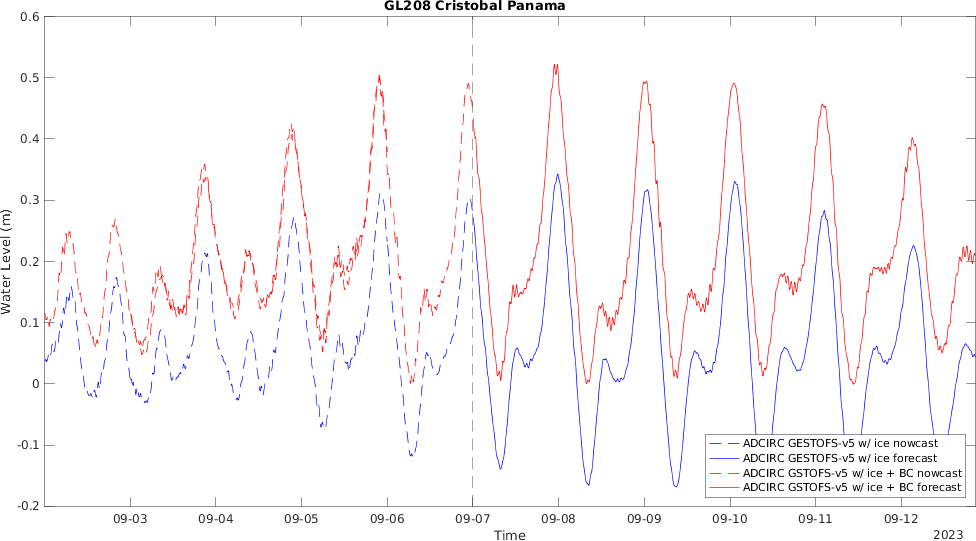 GL208 Cristobal Panama
0.6
0.5
0.4
0.3
0.2
0.1
0
-0.1
-0.2
Water Level (m)
ADCIRC GESTOFS-v5 w/ ice nowcast
ADCIRC GESTOFS-v5 w/ ice forecast
ADCIRC GSTOFS-v5 w/ ice + BC nowcast
ADCIRC GSTOFS-v5 w/ ice + BC forecast
09-03 09-04 09-05 09-06 09-07 09-08 09-09 09-10 09-11 09-12
Time
2023